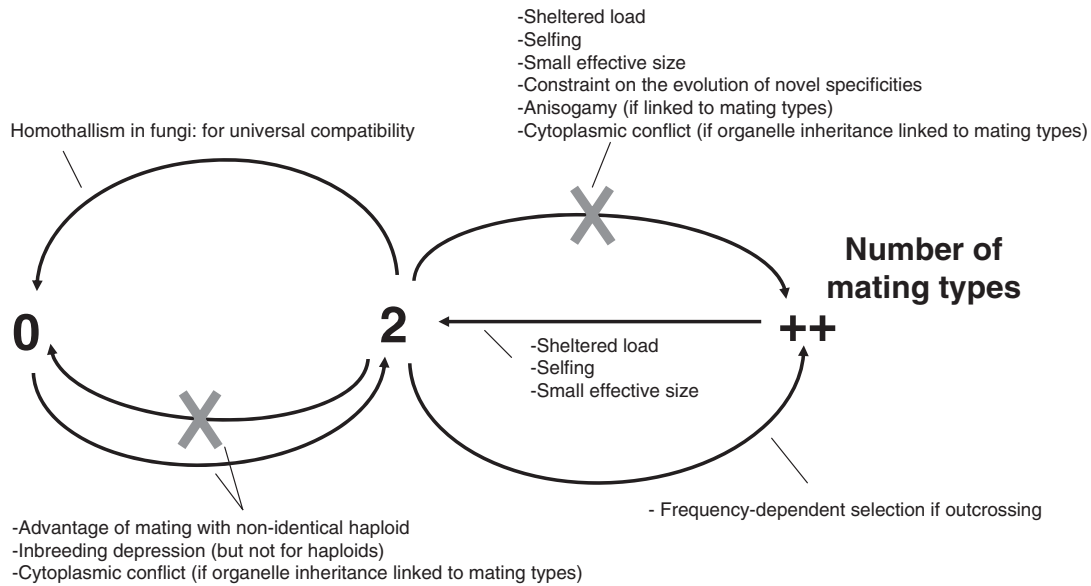 -Sheltered load
-Selfing
-Small effective size
-Constraint on the evolution of novel specificities
-Anisogamy (if linked to mating types)
-Cytoplasmic conflict (if organelle inheritance linked to mating types)
Homothallism in fungi: for universal compatibility
Number of
mating types
0
2
++
-Sheltered load
-Selfing
-Small effective size
- Frequency-dependent selection if outcrossing
-Advantage of mating with non-identical haploid
-Inbreeding depression (but not for haploids)
-Cytoplasmic conflict (if organelle inheritance linked to mating types)